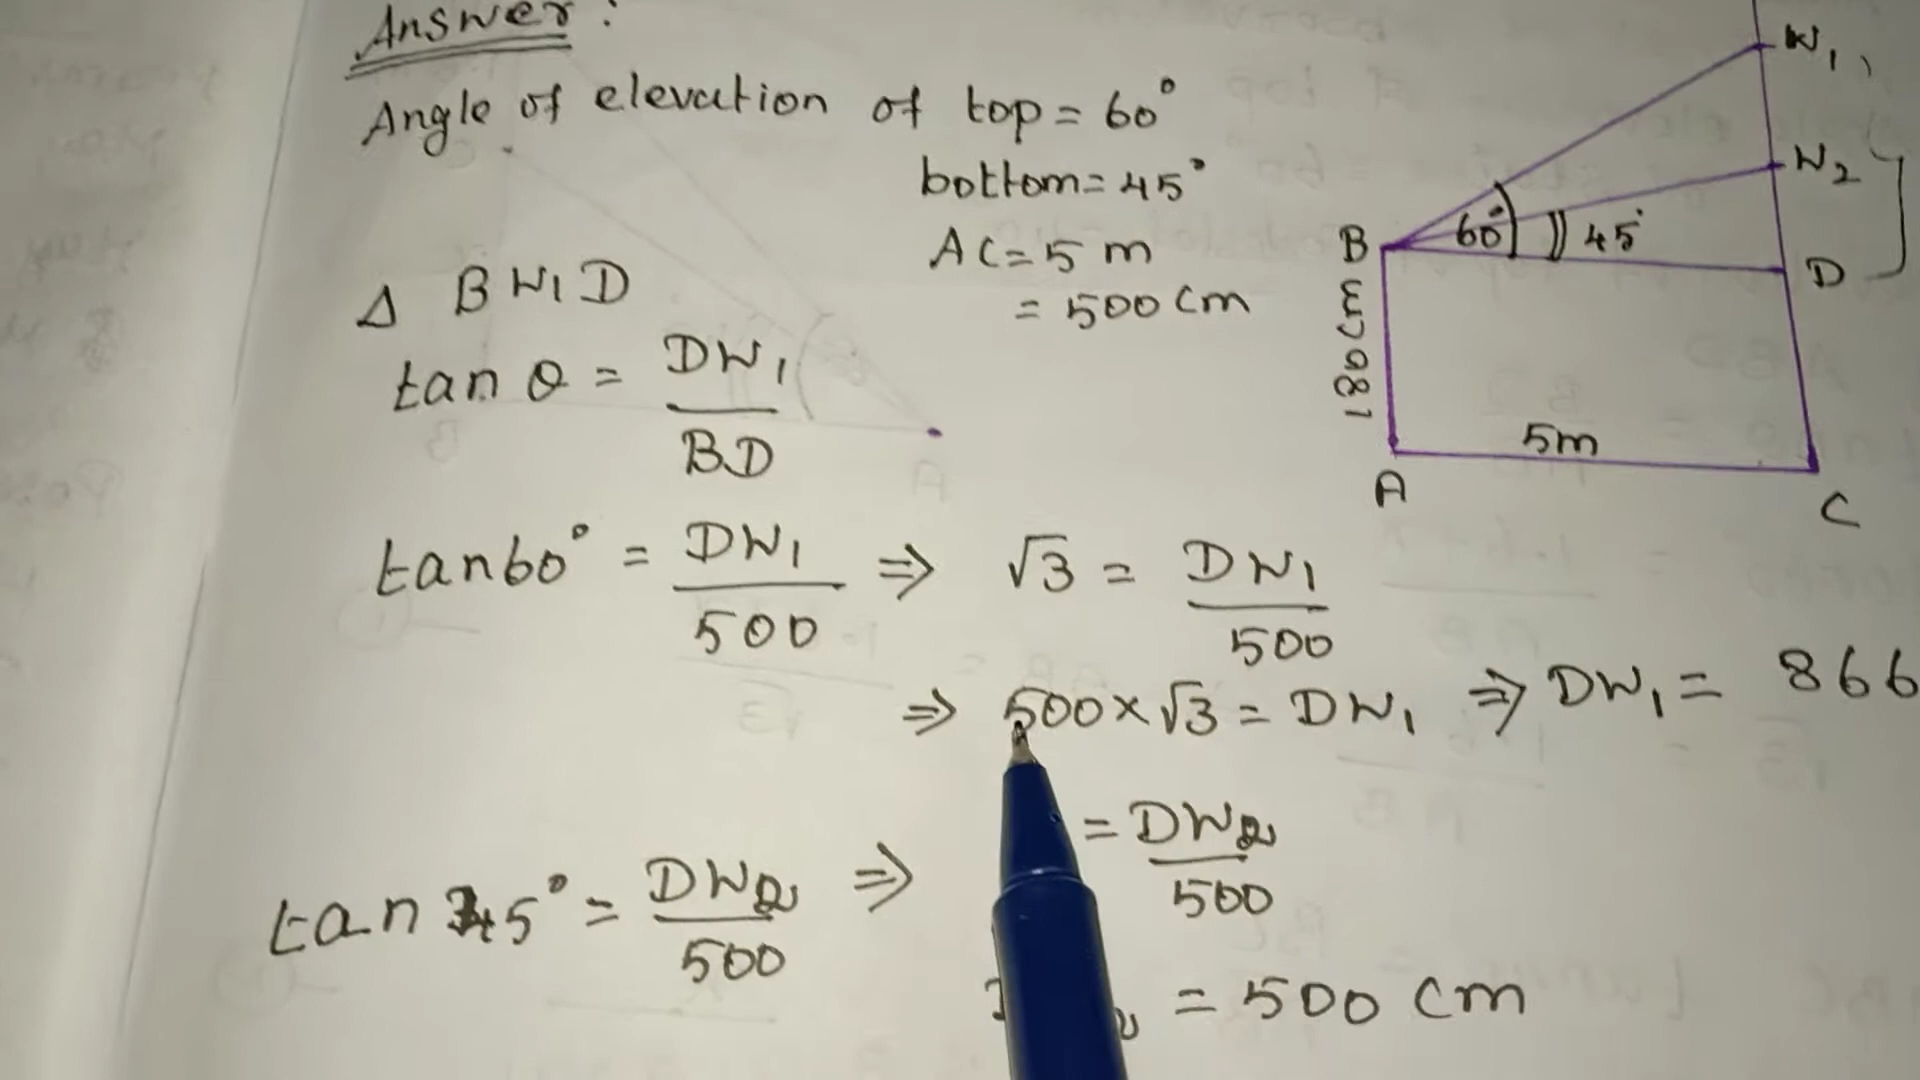 Answer :
Angle of elevation of top = 60°
bottom = 45°
AC = 5 m
= 500 cm
Δ BW₁D
tan θ = DW₁/BD
tan60° = DW₁/500 ⇒ √3 = DW₁/500
⇒ 500×√3 = DW₁ ⇒ DW₁ = 866
tan 45° = DW₂/500 ⇒ = DW₂/500
= 500 cm
W₁
W₂
B 60° 45° D
180 cm
5m
A C